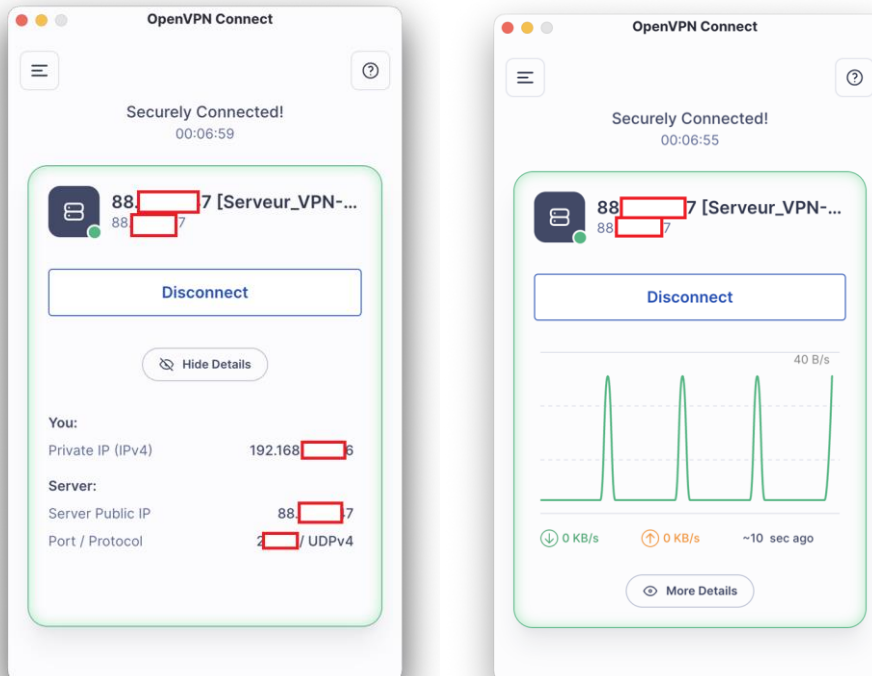 OpenVPN Connect
Securely Connected!
00:06:59
88. 7 [Serveur_VPN-...
88. 7
Disconnect
Hide Details
You:
Private IP (IPv4) 192.168 6
Server:
Server Public IP 88. 7
Port / Protocol 2 / UDPv4
OpenVPN Connect
Securely Connected!
00:06:55
88 7 [Serveur_VPN-...
88 7
Disconnect
40 B/s
0 KB/s 0 KB/s ~10 sec ago
More Details